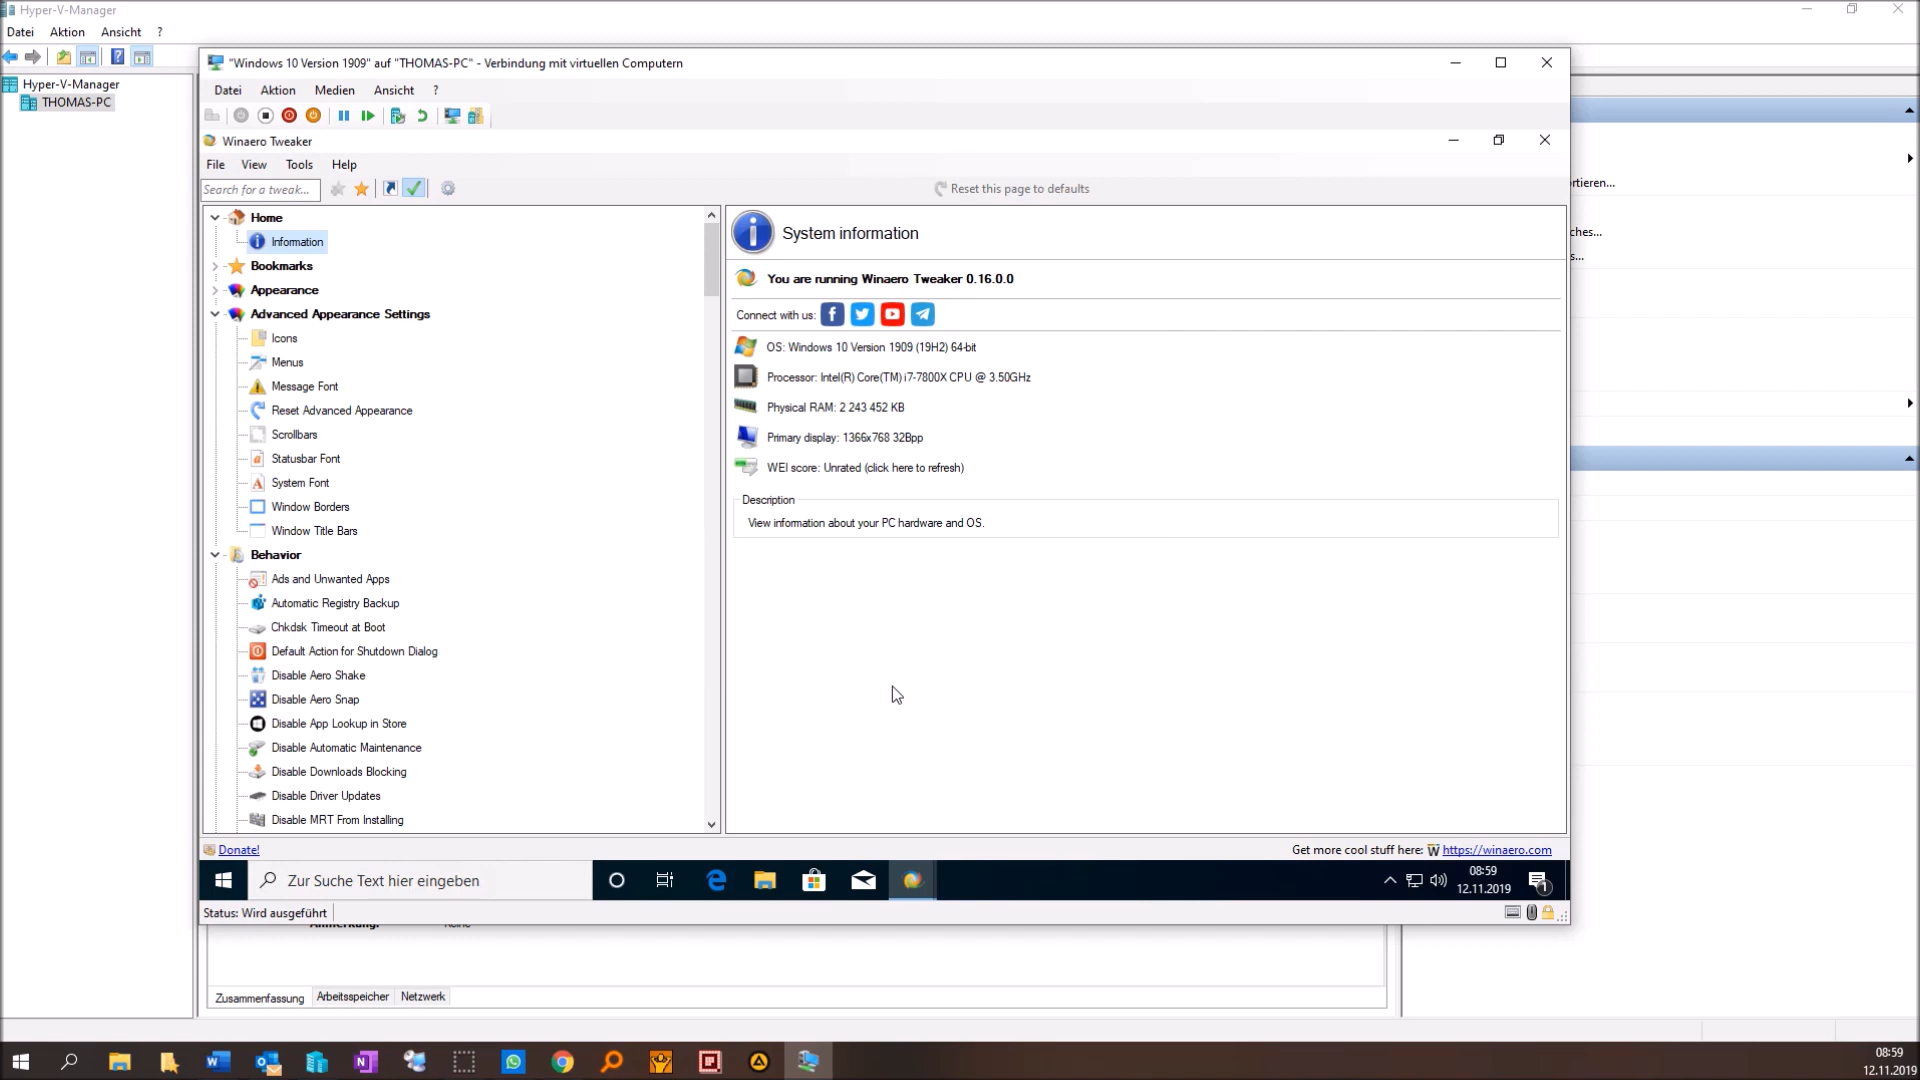 Hyper-V-Manager
Datei Aktion Ansicht ?
Hyper-V-Manager
THOMAS-PC
"Windows 10 Version 1909" auf "THOMAS-PC" - Verbindung mit virtuellen Computern
Datei Aktion Medien Ansicht ?
Winaero Tweaker
File View Tools Help
Search for a tweak...
Reset this page to defaults
Home
Information
Bookmarks
Appearance
Advanced Appearance Settings
Icons
Menus
Message Font
Reset Advanced Appearance
Scrollbars
Statusbar Font
System Font
Window Borders
Window Title Bars
Behavior
Ads and Unwanted Apps
Automatic Registry Backup
Chkdsk Timeout at Boot
Default Action for Shutdown Dialog
Disable Aero Shake
Disable Aero Snap
Disable App Lookup in Store
Disable Automatic Maintenance
Disable Downloads Blocking
Disable Driver Updates
Disable MRT From Installing
System information
You are running Winaero Tweaker 0.16.0.0
Connect with us:
OS: Windows 10 Version 1909 (19H2) 64-bit
Processor: Intel(R) Core(TM) i7-7800X CPU @ 3.50GHz
Physical RAM: 2 243 452 KB
Primary display: 1366x768 32Bpp
WEI score: Unrated (click here to refresh)
Description
View information about your PC hardware and OS.
Donate!
Get more cool stuff here: https://winaero.com
Zur Suche Text hier eingeben
08:59
12.11.2019
1
Status: Wird ausgeführt
Zusammenfassung Arbeitsspeicher Netzwerk
rtieren...
ches...
s...
08:59
12.11.2019